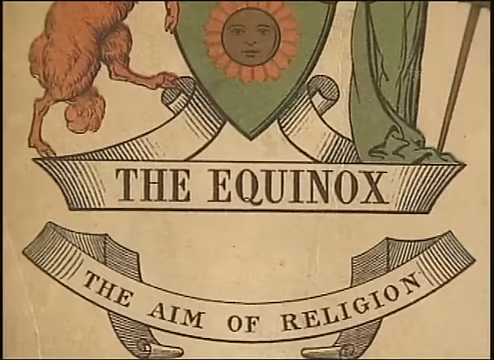 THE EQUINOX
THE AIM OF RELIGION